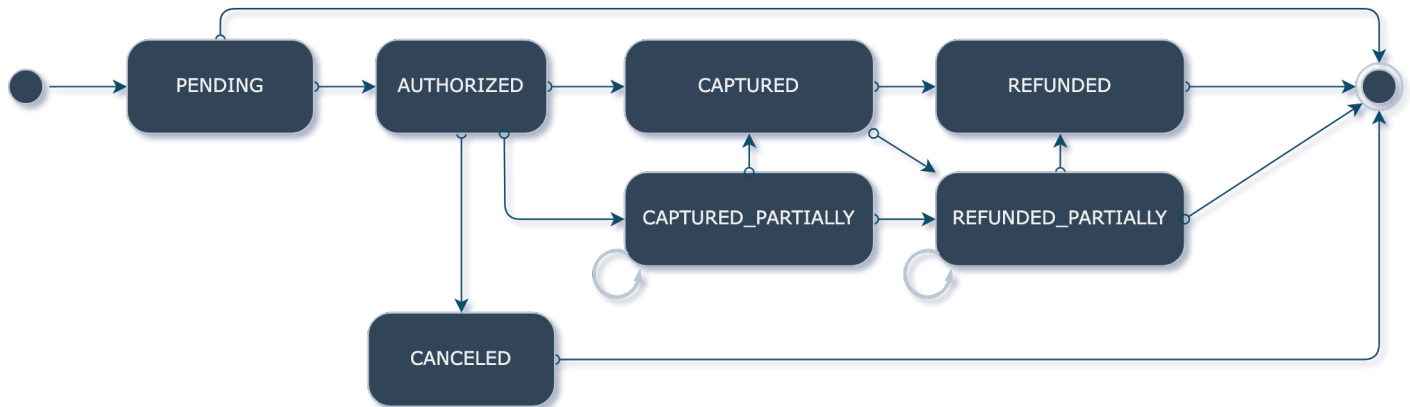 PENDING
AUTHORIZED
CAPTURED
REFUNDED
CAPTURED_PARTIALLY
REFUNDED_PARTIALLY
CANCELED